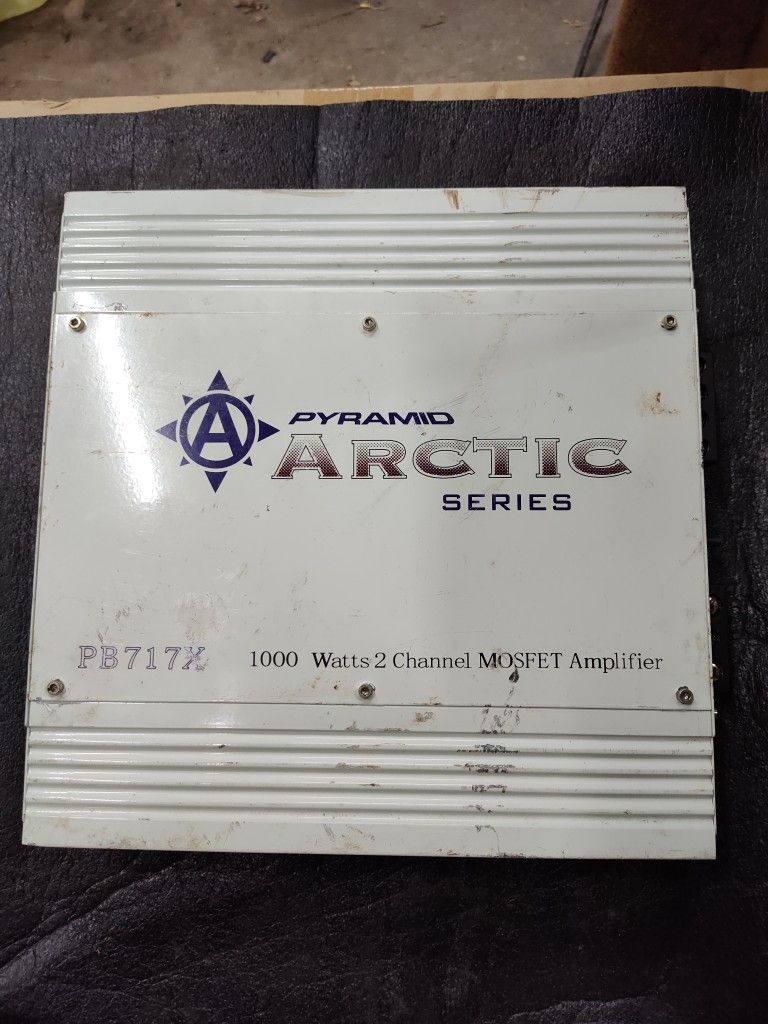 A
PYRAMID
ARCTIC
SERIES
PB717X
1000 Watts 2 Channel MOSFET Amplifier